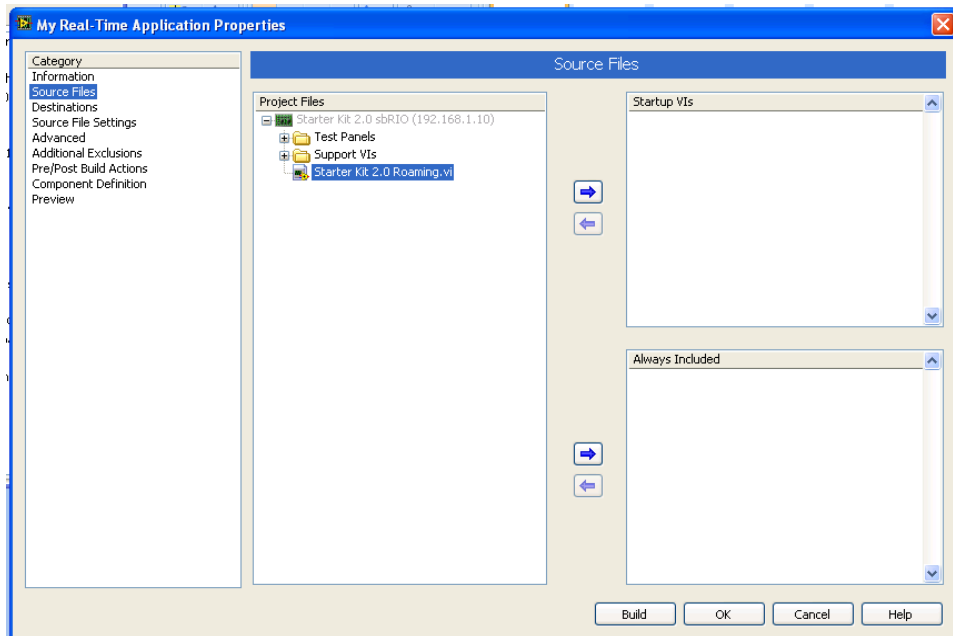 My Real-Time Application Properties
Category
Information
Source Files
Destinations
Source File Settings
Advanced
Additional Exclusions
Pre/Post Build Actions
Component Definition
Preview
Source Files
Project Files
Starter Kit 2.0 sbRIO (192.168.1.10)
Test Panels
Support VIs
Starter Kit 2.0 Roaming.vi
Startup VIs
Always Included
Build
OK
Cancel
Help